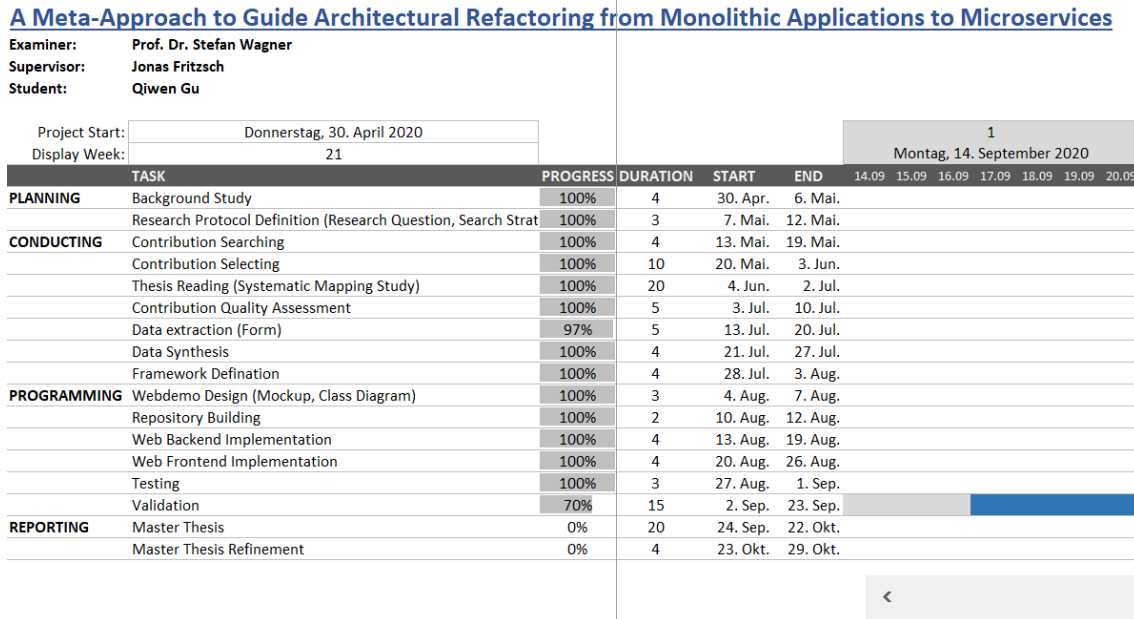 A Meta-Approach to Guide Architectural Refactoring from Monolithic Applications to Microservices
Examiner: Prof. Dr. Stefan Wagner
Supervisor: Jonas Fritzsch
Student: Qiwen Gu
Project Start: Donnerstag, 30. April 2020 1
Display Week: 21 Montag, 14. September 2020
TASK PROGRESS DURATION START END 14.09 15.09 16.09 17.09 18.09 19.09 20.09
PLANNING Background Study 100% 4 30. Apr. 6. Mai.
Research Protocol Definition (Research Question, Search Strat 100% 3 7. Mai. 12. Mai.
CONDUCTING Contribution Searching 100% 4 13. Mai. 19. Mai.
Contribution Selecting 100% 10 20. Mai. 3. Jun.
Thesis Reading (Systematic Mapping Study) 100% 20 4. Jun. 2. Jul.
Contribution Quality Assessment 100% 5 3. Jul. 10. Jul.
Data extraction (Form) 97% 5 13. Jul. 20. Jul.
Data Synthesis 100% 4 21. Jul. 27. Jul.
Framework Defination 100% 4 28. Jul. 3. Aug.
PROGRAMMING Webdemo Design (Mockup, Class Diagram) 100% 3 4. Aug. 7. Aug.
Repository Building 100% 2 10. Aug. 12. Aug.
Web Backend Implementation 100% 4 13. Aug. 19. Aug.
Web Frontend Implementation 100% 4 20. Aug. 26. Aug.
Testing 100% 3 27. Aug. 1. Sep.
Validation 70% 15 2. Sep. 23. Sep.
REPORTING Master Thesis 0% 20 24. Sep. 22. Okt.
Master Thesis Refinement 0% 4 23. Okt. 29. Okt.